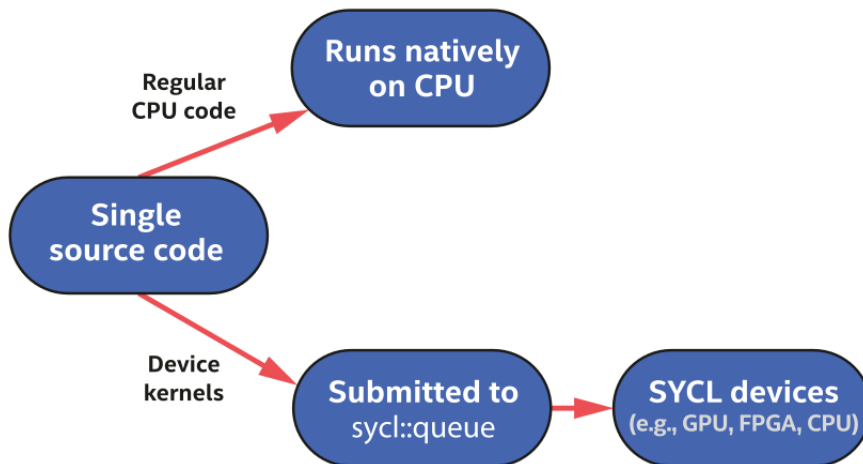 Runs natively
on CPU
Regular
CPU code
Single
source code
Device
kernels
Submitted to
sycl::queue
SYCL devices
(e.g., GPU, FPGA, CPU)